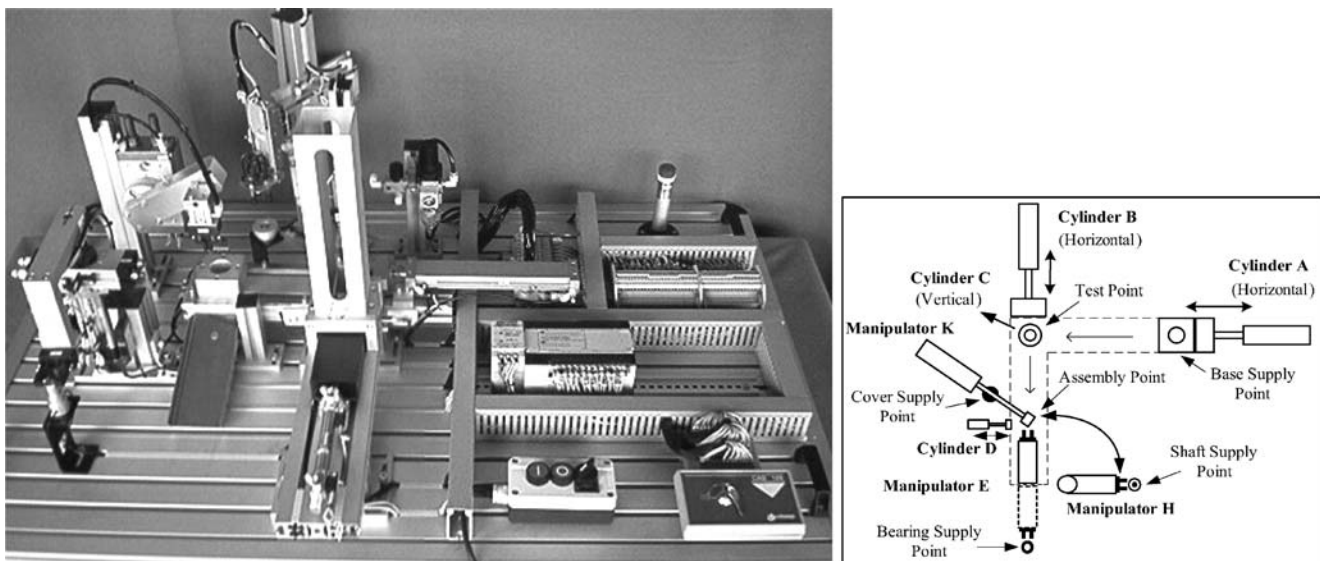 Cylinder B
(Horizontal)
Cylinder C
(Vertical)
Cylinder A
(Horizontal)
Test Point
Manipulator K
Base Supply
Point
Assembly Point
Cover Supply
Point
Cylinder D
Shaft Supply
Point
Manipulator E
Manipulator H
Bearing Supply
Point